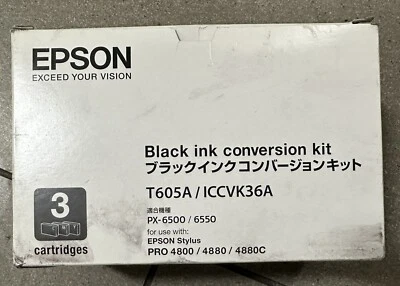 EPSON
EXCEED YOUR VISION
Black ink conversion kit
ブラックインクコンバージョンキット
T605A / ICCVK36A
3
cartridges
適合機種
PX-6500 / 6550
for use with:
EPSON Stylus
PRO 4800 / 4880 / 4880C